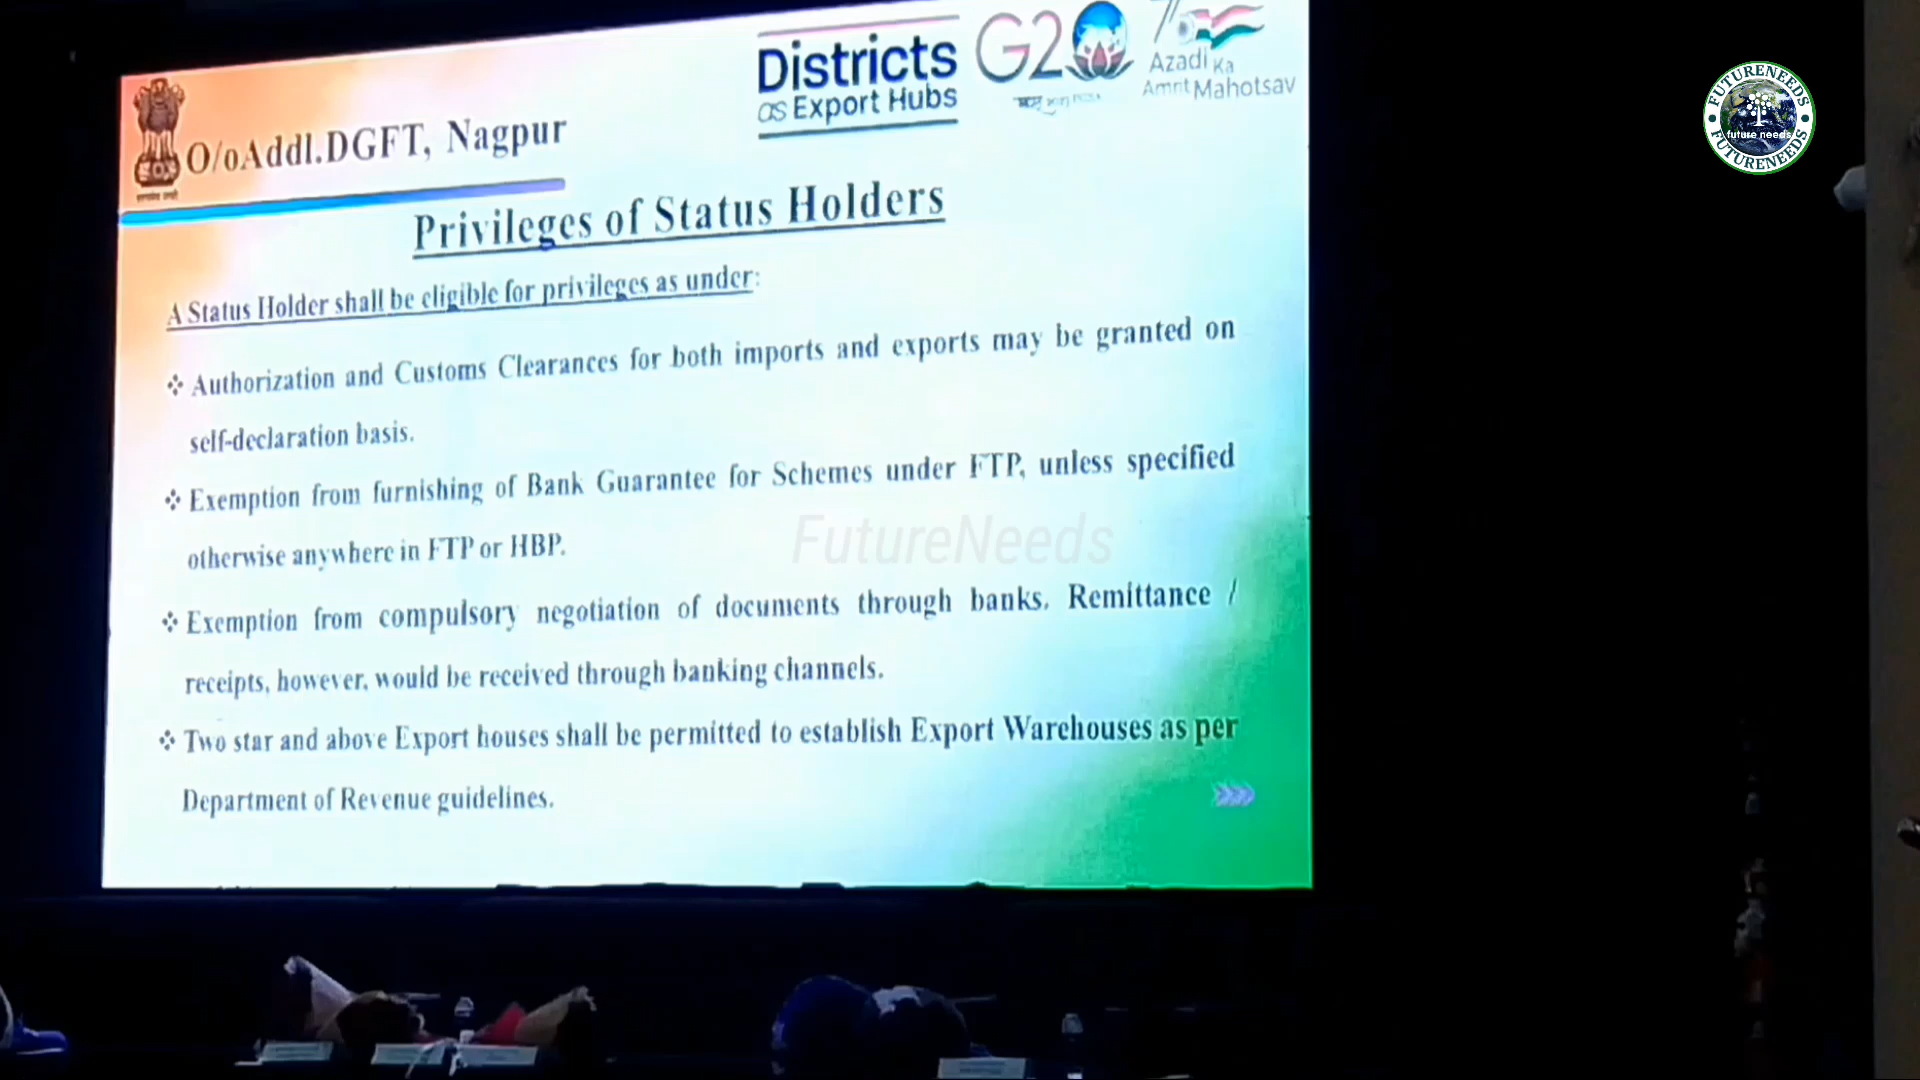 Districts
as Export Hubs
G20
Azadi Ka
Amrit Mahotsav
O/o Addl.DGFT, Nagpur
Privileges of Status Holders
A Status Holder shall be eligible for privileges as under:
❖ Authorization and Customs Clearances for both imports and exports may be granted on
self-declaration basis.
❖ Exemption from furnishing of Bank Guarantee for Schemes under FTP, unless specified
otherwise anywhere in FTP or HBP.
❖ Exemption from compulsory negotiation of documents through banks. Remittance /
receipts, however, would be received through banking channels.
❖ Two star and above Export houses shall be permitted to establish Export Warehouses as per
Department of Revenue guidelines.
FutureNeeds
FUTURENEEDS
future needs
FUTURENEEDS